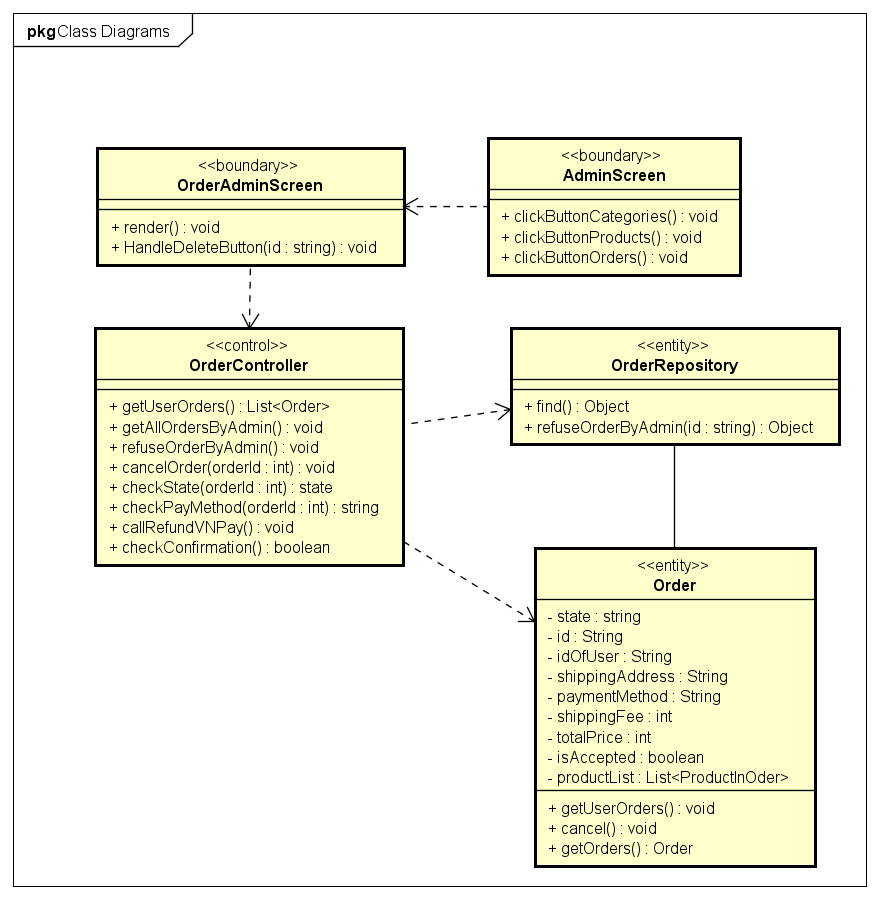 pkg Class Diagrams
<<boundary>>
OrderAdminScreen
+ render() : void
+ HandleDeleteButton(id : string) : void
<<boundary>>
AdminScreen
+ clickButtonCategories() : void
+ clickButtonProducts() : void
+ clickButtonOrders() : void
<<control>>
OrderController
+ getUserOrders() : List<Order>
+ getAllOrdersByAdmin() : void
+ refuseOrderByAdmin() : void
+ cancelOrder(orderId : int) : void
+ checkState(orderId : int) : state
+ checkPayMethod(orderId : int) : string
+ callRefundVNPay() : void
+ checkConfirmation() : boolean
<<entity>>
OrderRepository
+ find() : Object
+ refuseOrderByAdmin(id : string) : Object
<<entity>>
Order
- state : string
- id : String
- idOfUser : String
- shippingAddress : String
- paymentMethod : String
- shippingFee : int
- totalPrice : int
- isAccepted : boolean
- productList : List<ProductInOder>
+ getUserOrders() : void
+ cancel() : void
+ getOrders() : Order